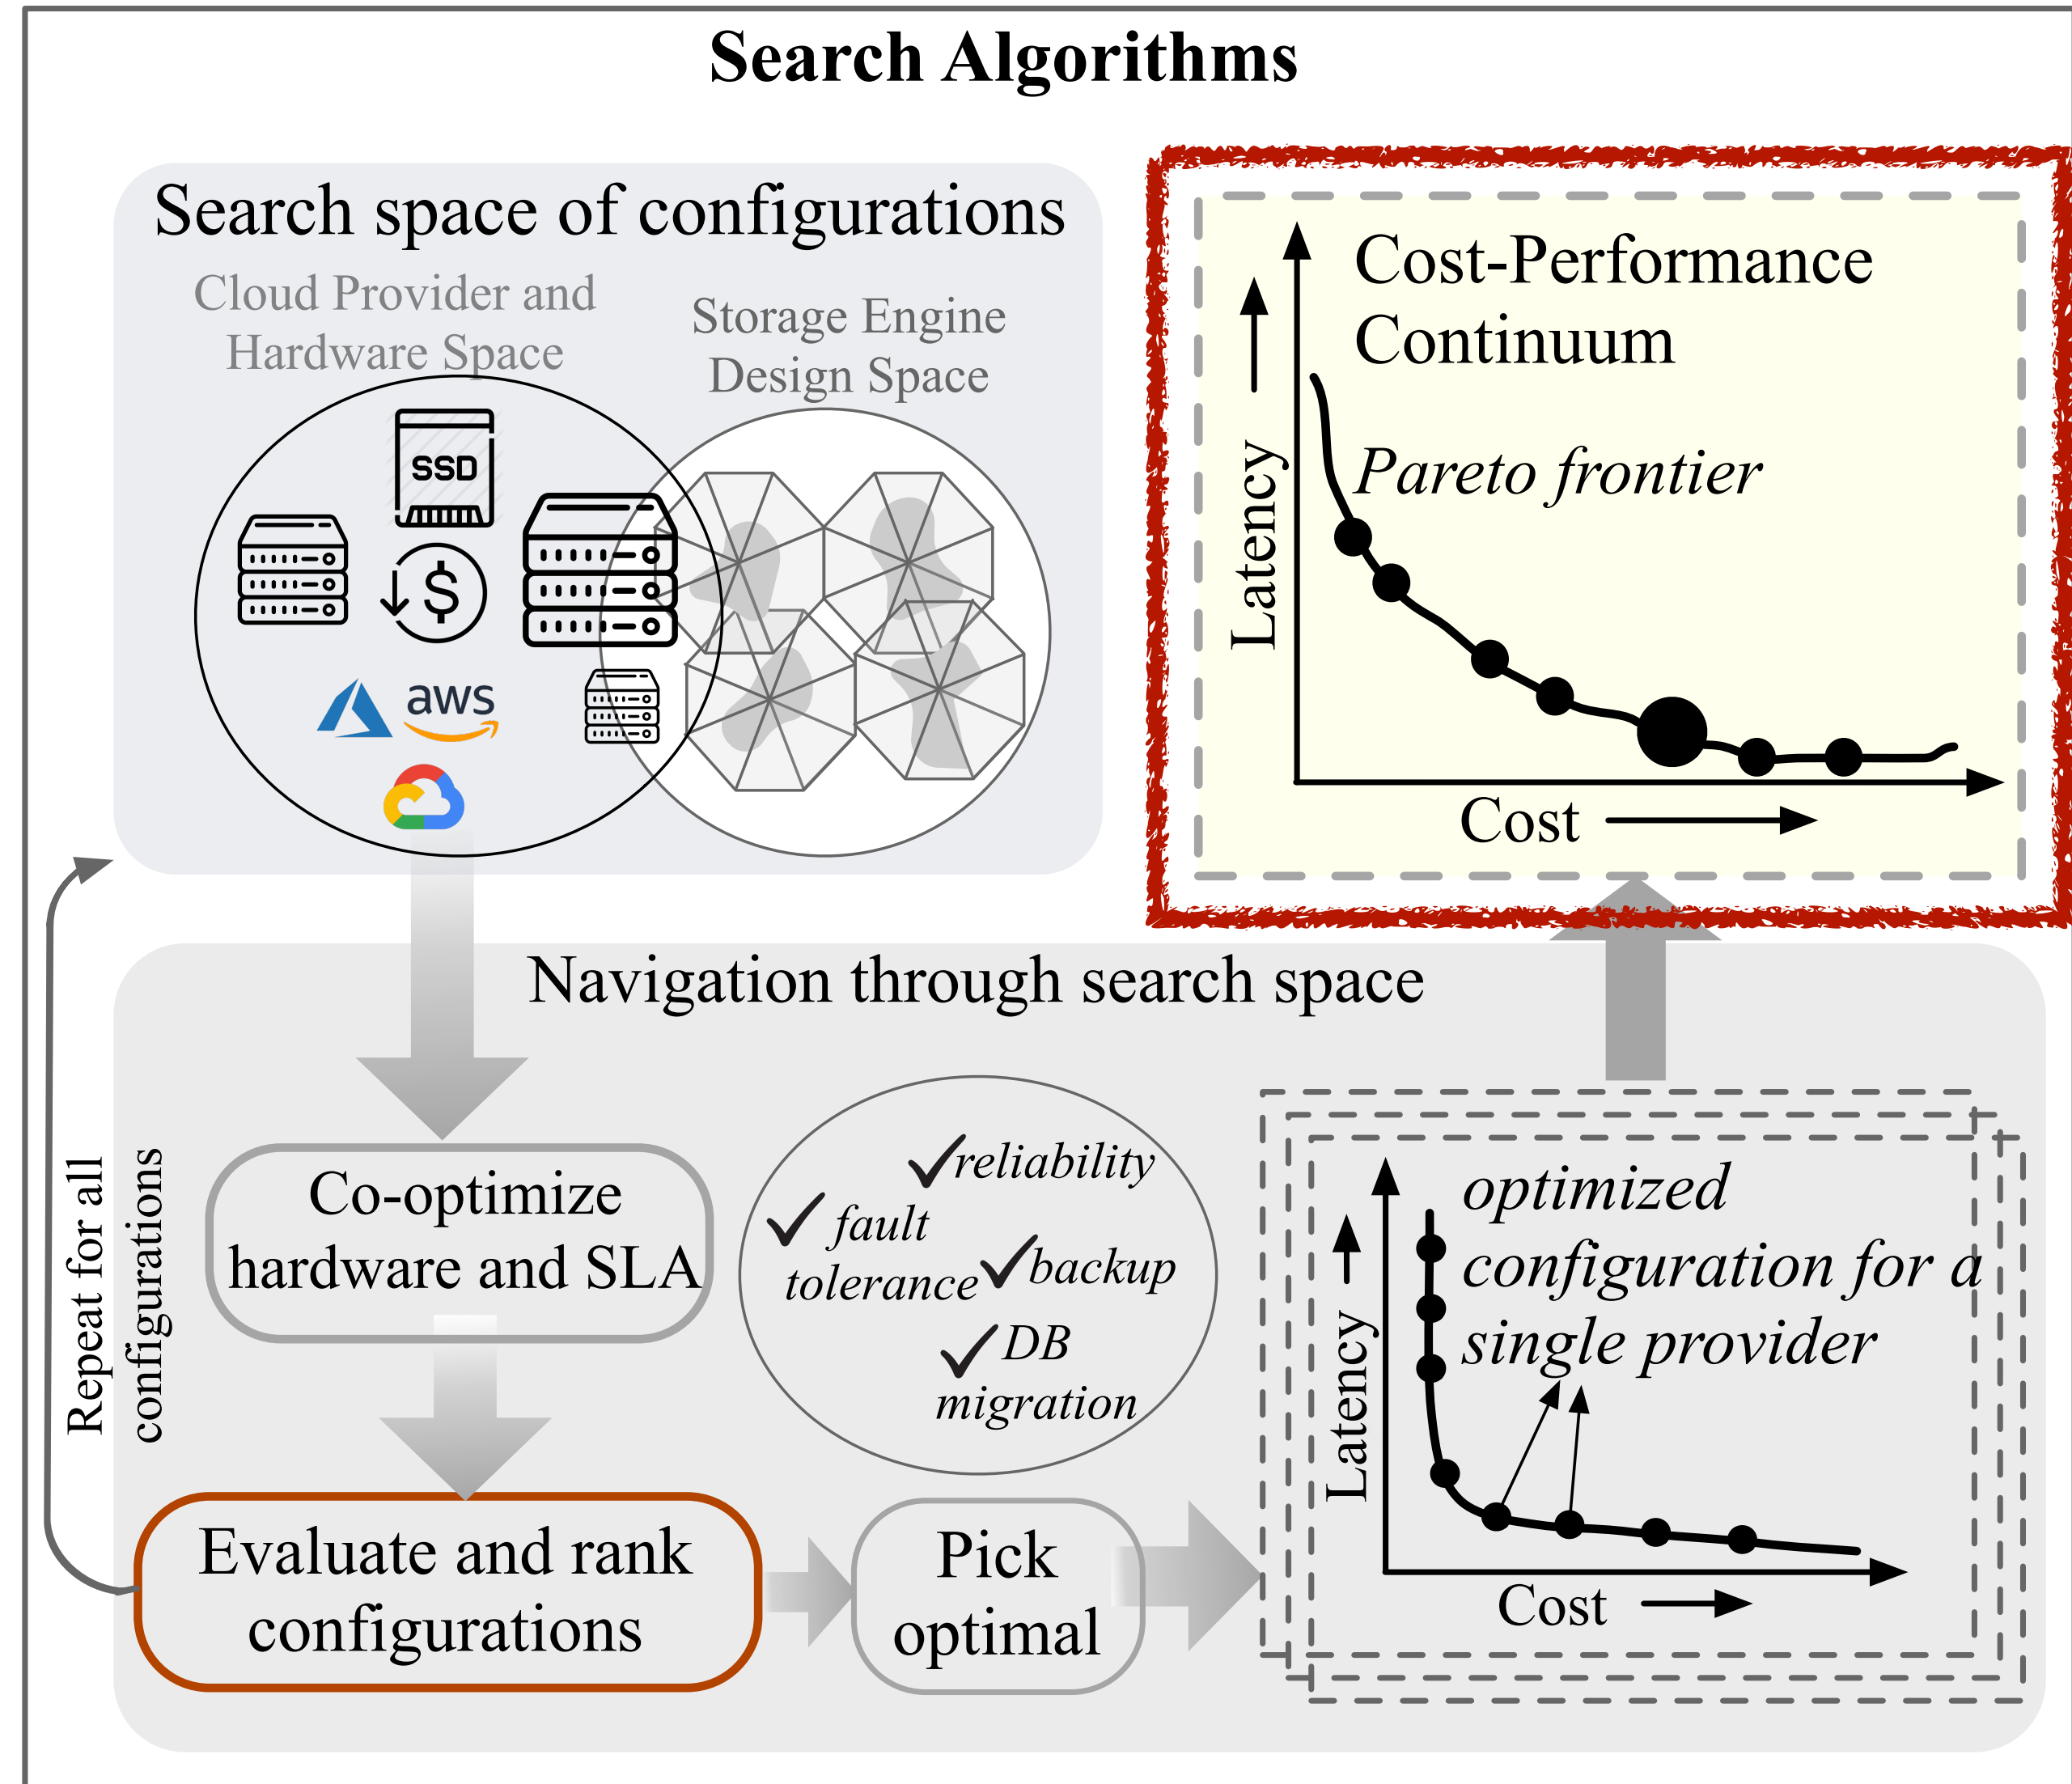 Search Algorithms
Search space of configurations
Cloud Provider and
Hardware Space
Storage Engine
Design Space
SSD
$
aws
Cost-Performance
Continuum
Pareto frontier
Latency
Cost
Navigation through search space
Repeat for all
configurations
Co-optimize
hardware and SLA
reliability
fault
tolerance
backup
DB
migration
Evaluate and rank
configurations
Pick
optimal
optimized
configuration for a
single provider
Latency
Cost